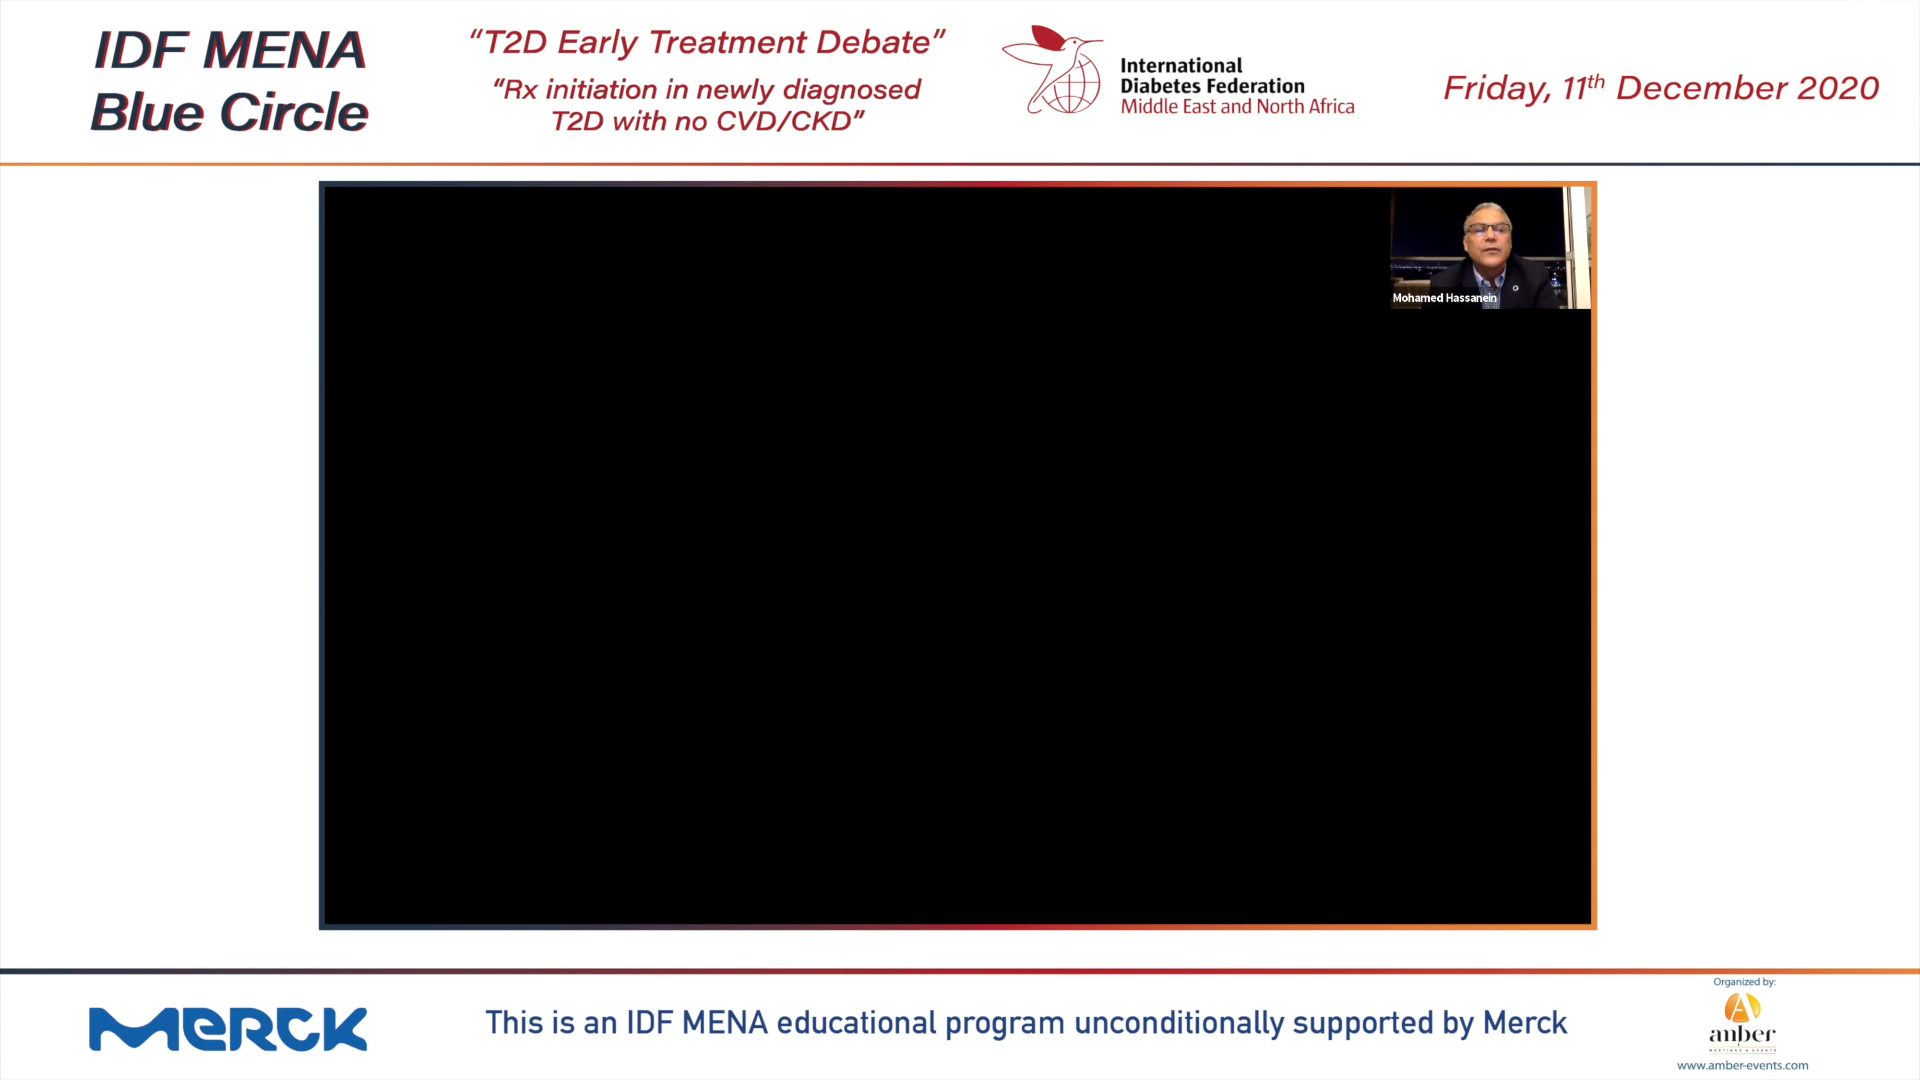 IDF MENA
Blue Circle
“T2D Early Treatment Debate”
“Rx initiation in newly diagnosed
T2D with no CVD/CKD”
International
Diabetes Federation
Middle East and North Africa
Friday, 11th December 2020
Mohamed Hassanein
MERCK
This is an IDF MENA educational program unconditionally supported by Merck
Organized by:
amber
MEETINGS & EVENTS
www.amber-events.com